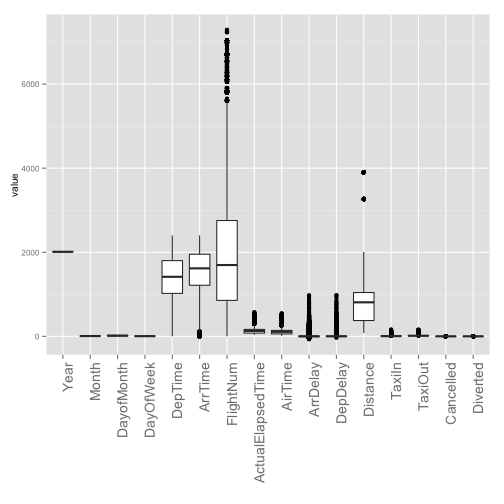 6000
4000
2000
0
value
Year
Month
DayofMonth
DayOfWeek
DepTime
ArrTime
FlightNum
ActualElapsedTime
AirTime
ArrDelay
DepDelay
Distance
TaxiIn
TaxiOut
Cancelled
Diverted